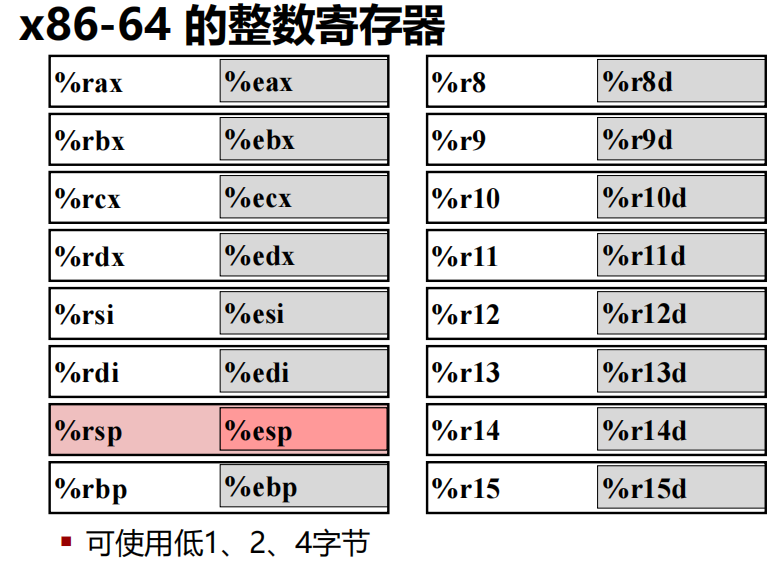 x86-64 的整数寄存器
%rax %eax %r8 %r8d
%rbx %ebx %r9 %r9d
%rcx %ecx %r10 %r10d
%rdx %edx %r11 %r11d
%rsi %esi %r12 %r12d
%rdi %edi %r13 %r13d
%rsp %esp %r14 %r14d
%rbp %ebp %r15 %r15d
▪ 可使用低1、2、4字节